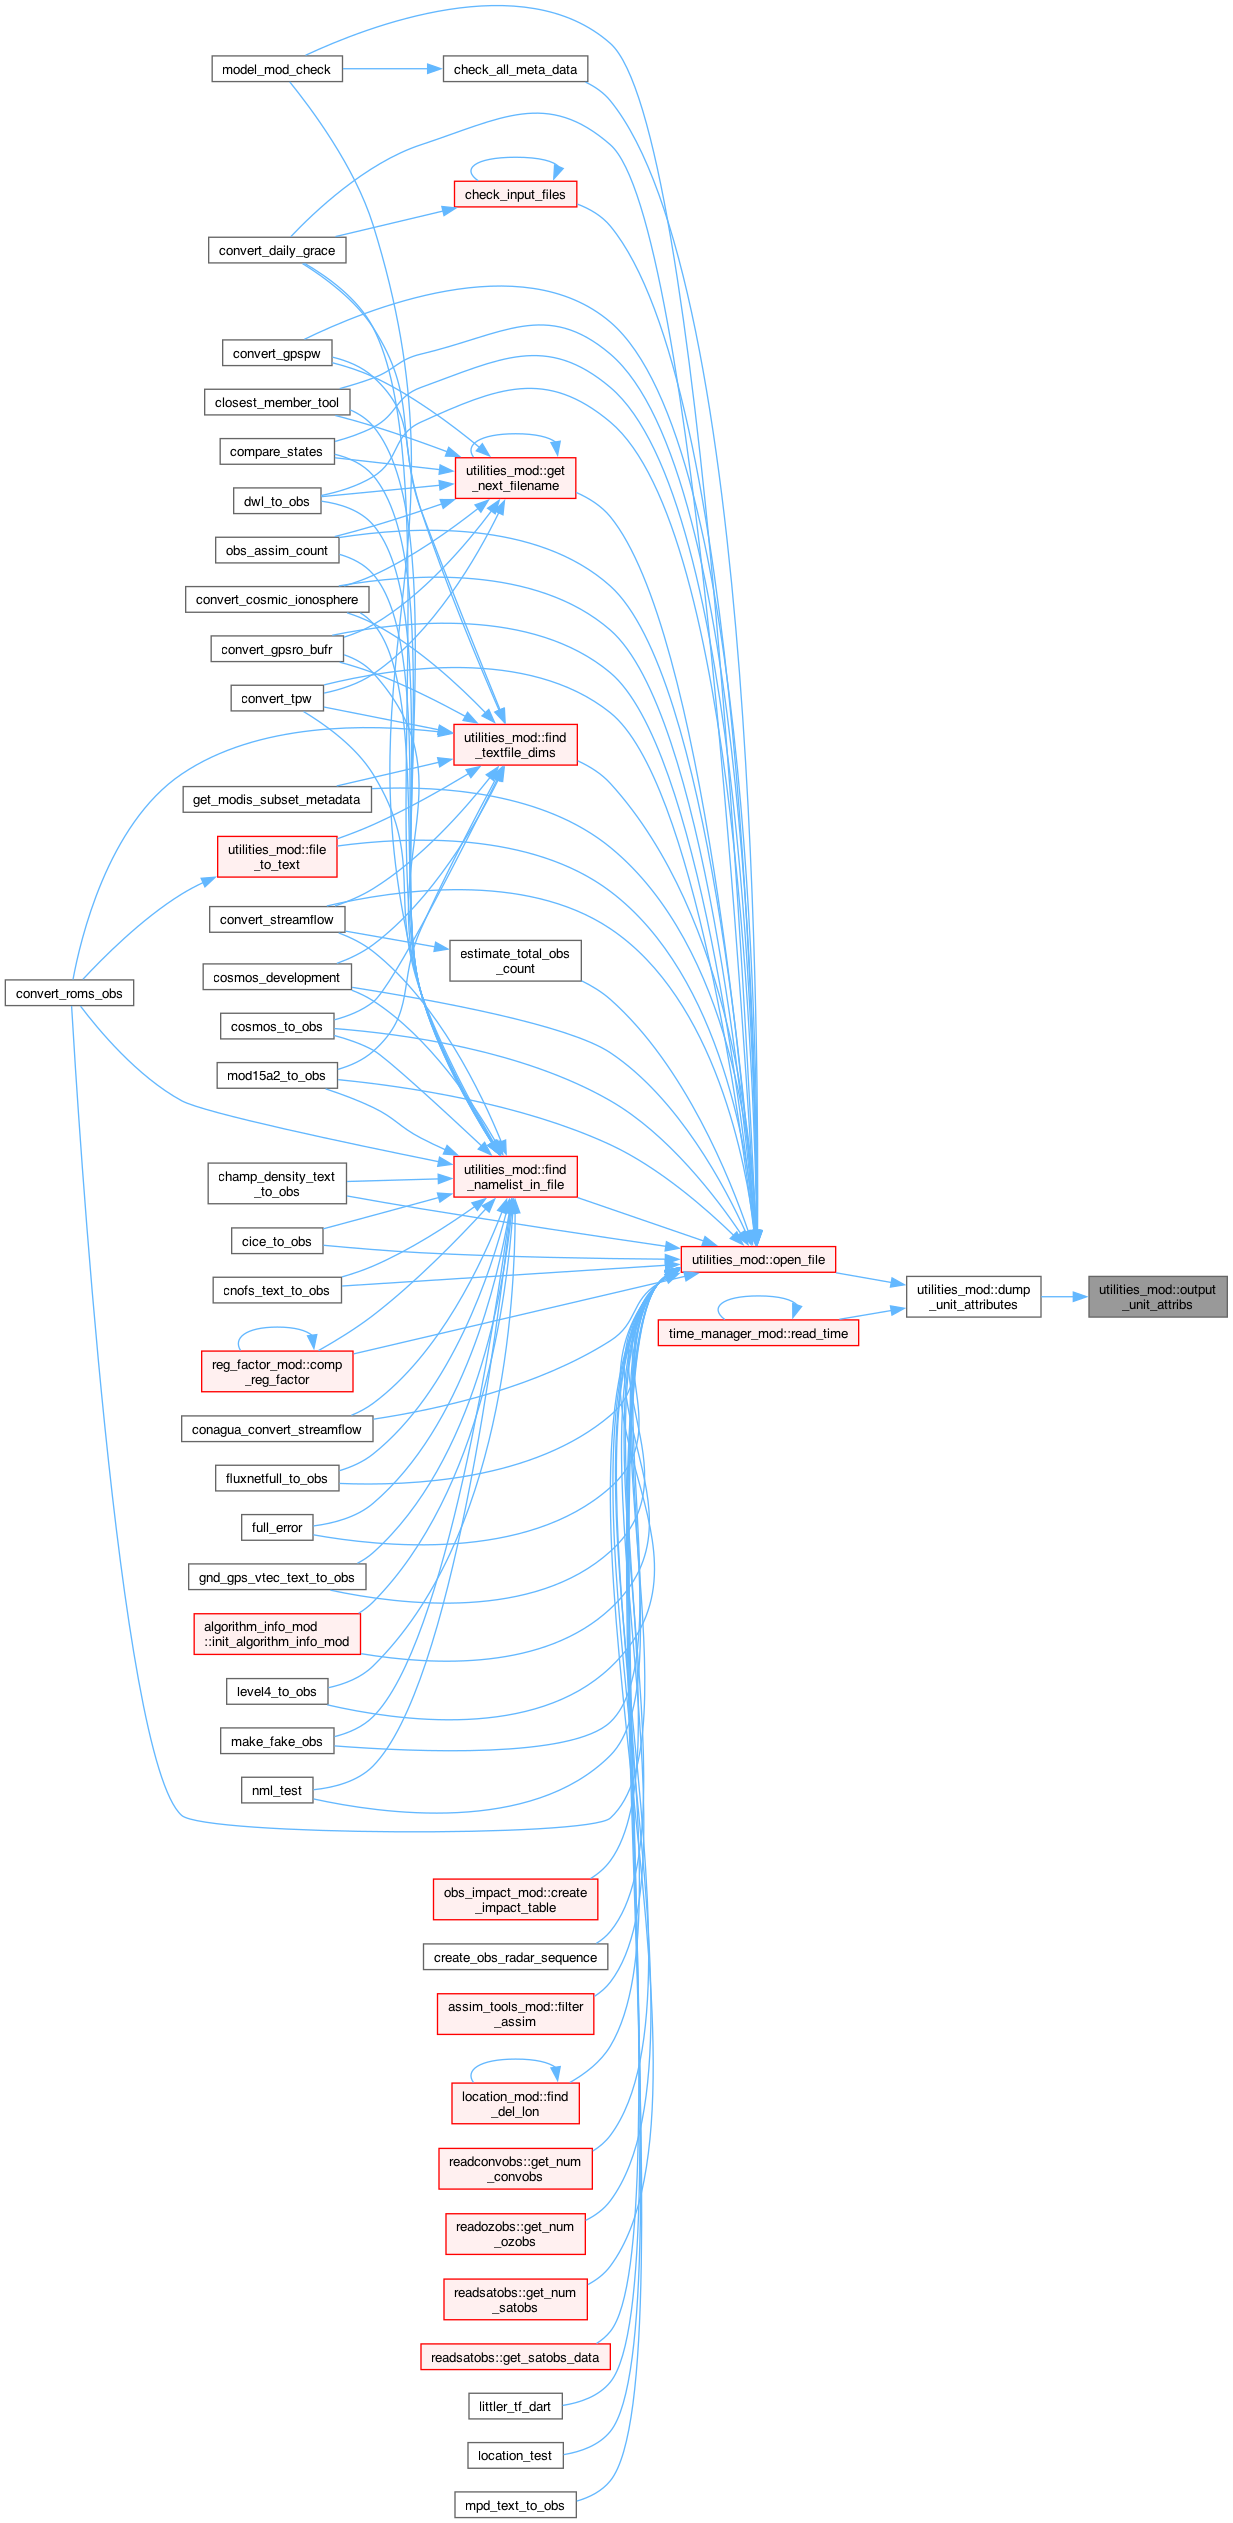 model_mod_check
check_all_meta_data
check_input_files
convert_daily_grace
convert_gpspw
closest_member_tool
compare_states
utilities_mod::get
_next_filename
dwl_to_obs
obs_assim_count
convert_cosmic_ionosphere
convert_gpsro_bufr
convert_tpw
utilities_mod::find
_textfile_dims
get_modis_subset_metadata
utilities_mod::file
_to_text
convert_streamflow
estimate_total_obs
_count
cosmos_development
convert_roms_obs
cosmos_to_obs
mod15a2_to_obs
utilities_mod::find
_namelist_in_file
champ_density_text
_to_obs
cice_to_obs
utilities_mod::open_file
cnofs_text_to_obs
utilities_mod::dump
_unit_attributes
utilities_mod::output
_unit_attribs
time_manager_mod::read_time
reg_factor_mod::comp
_reg_factor
conagua_convert_streamflow
fluxnetfull_to_obs
full_error
gnd_gps_vtec_text_to_obs
algorithm_info_mod
::init_algorithm_info_mod
level4_to_obs
make_fake_obs
nml_test
obs_impact_mod::create
_impact_table
create_obs_radar_sequence
assim_tools_mod::filter
_assim
location_mod::find
_del_lon
readconvobs::get_num
_convobs
readozobs::get_num
_ozobs
readsatobs::get_num
_satobs
readsatobs::get_satobs_data
littler_tf_dart
location_test
mpd_text_to_obs